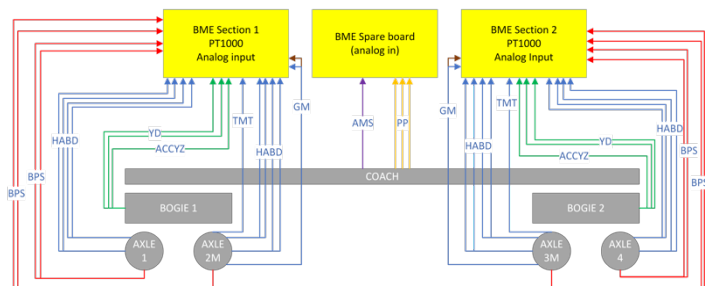 BME Section 1
PT1000
Analog input
BME Spare board
(analog in)
BME Section 2
PT1000
Analog Input
GM
GM
TMT
TMT
AMS
PP
HABD
YD
HABD
HABD
YD
HABD
ACCYZ
ACCYZ
BPS
BPS
BPS
BPS
COACH
BOGIE 1
BOGIE 2
AXLE
1
AXLE
2M
AXLE
3M
AXLE
4